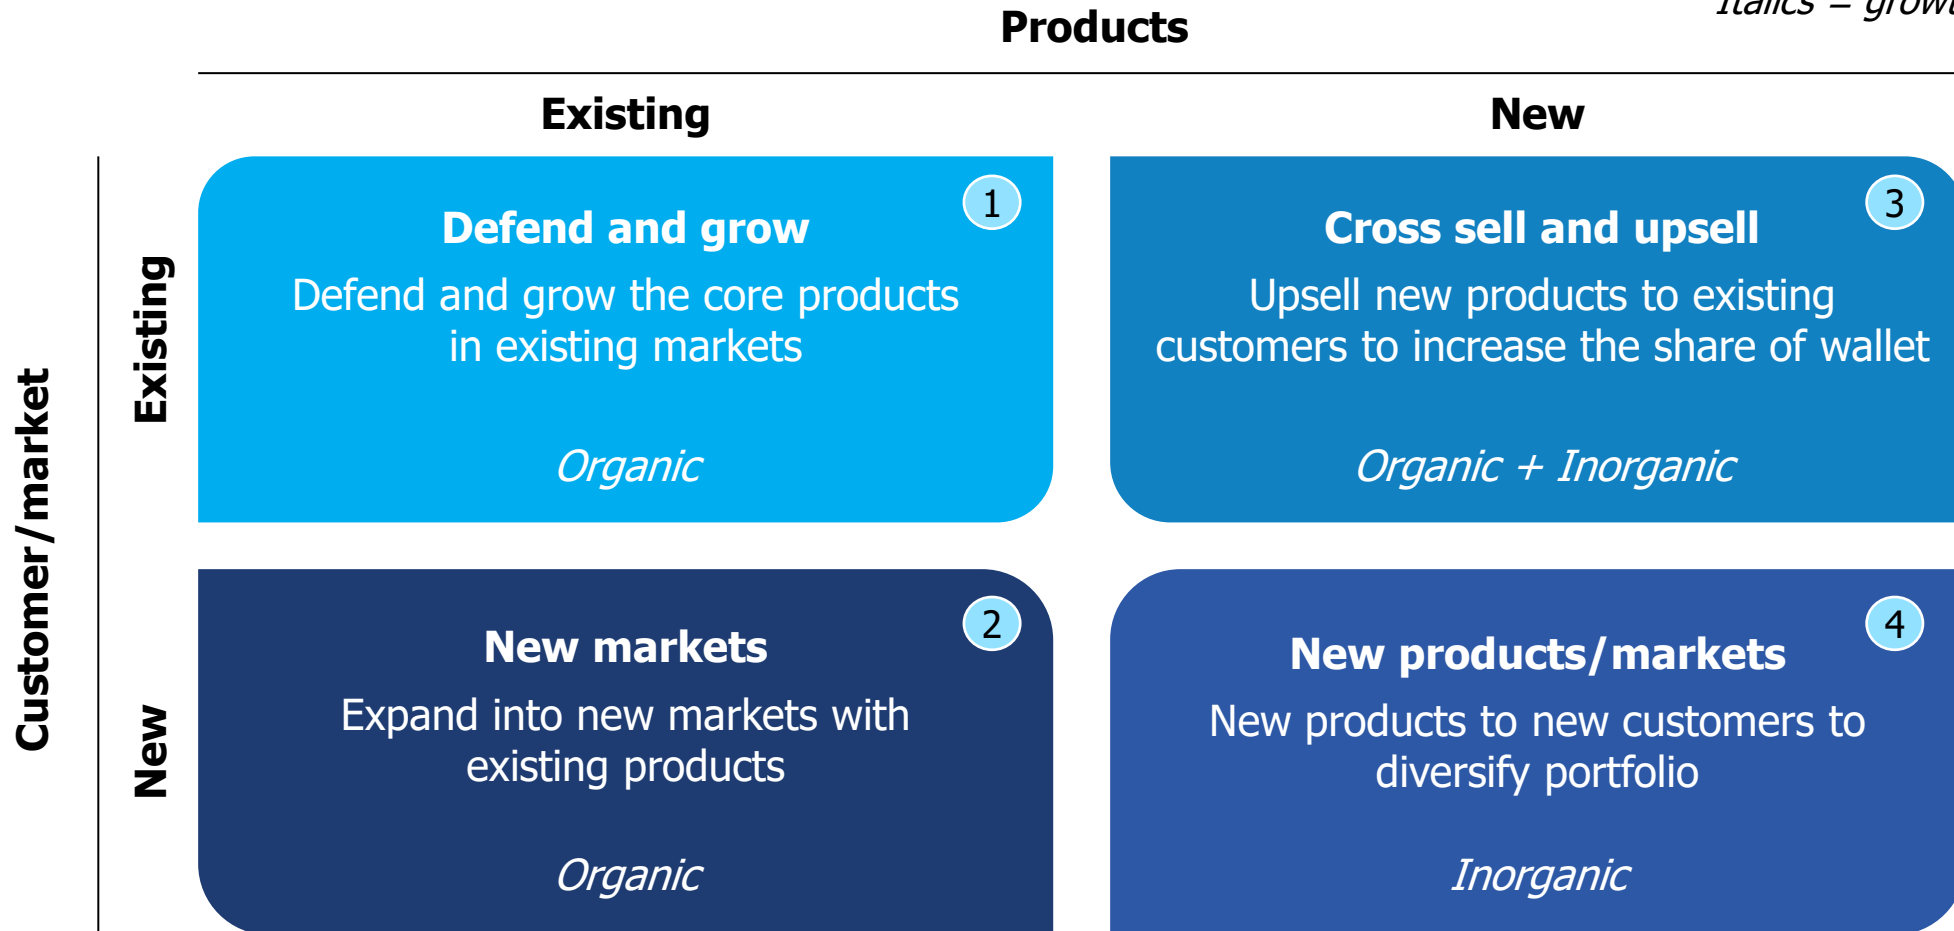 Italics =
Products
Existing
New
Customer/market
Existing
1
Defend and grow
Defend and grow the core products
in existing markets
Organic
3
Cross sell and upsell
Upsell new products to existing
customers to increase the share of wallet
Organic + Inorganic
New
2
New markets
Expand into new markets with
existing products
Organic
4
New products/markets
New products to new customers to
diversify portfolio
Inorganic